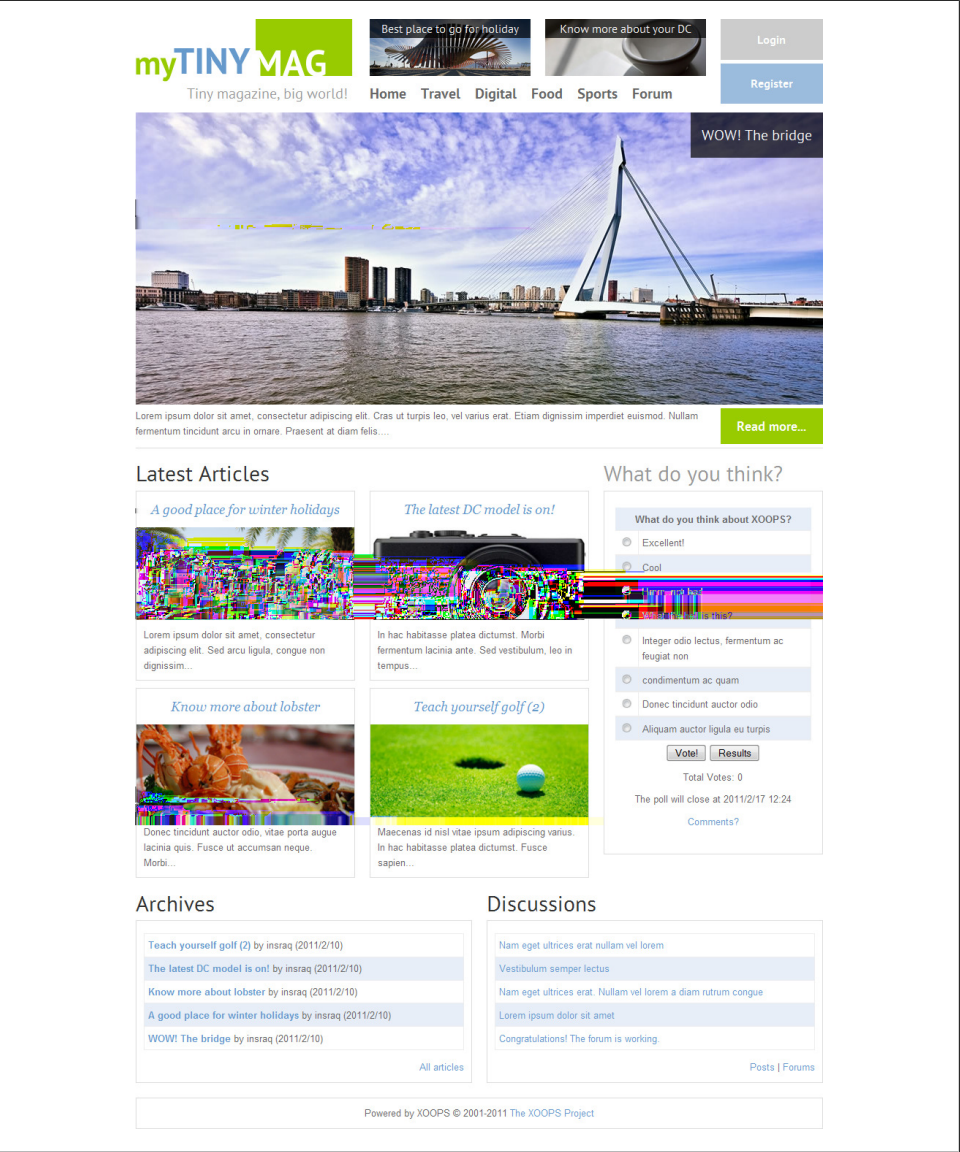 myTINY MAG
Tiny magazine, big world!
Best place to go for holiday
Know more about your DC
Login
Register
Home Travel Digital Food Sports Forum
WOW! The bridge
Lorem ipsum dolor sit amet, consectetur adipiscing elit. Cras ut turpis leo, vel varius erat. Etiam dignissim imperdiet euismod. Nullam
fermentum tincidunt arcu in ornare. Praesent at diam felis....
Read more...
Latest Articles
A good place for winter holidays
Lorem ipsum dolor sit amet, consectetur
adipiscing elit. Sed arcu ligula, congue non
dignissim...
The latest DC model is on!
In hac habitasse platea dictumst. Morbi
fermentum lacinia ante. Sed vestibulum, leo in
tempus...
Know more about lobster
Donec tincidunt auctor odio, vitae porta augue
lacinia quis. Fusce ut accumsan neque.
Morbi...
Teach yourself golf (2)
Maecenas id nisl vitae ipsum adipiscing varius.
In hac habitasse platea dictumst. Fusce
sapien...
What do you think?
What do you think about XOOPS?
Excellent!
Cool
is this?
Integer odio lectus, fermentum ac
feugiat non
condimentum ac quam
Donec tincidunt auctor odio
Aliquam auctor ligula eu turpis
Vote! Results
Total Votes: 0
The poll will close at 2011/2/17 12:24
Comments?
Archives
Teach yourself golf (2) by insraq (2011/2/10)
The latest DC model is on! by insraq (2011/2/10)
Know more about lobster by insraq (2011/2/10)
A good place for winter holidays by insraq (2011/2/10)
WOW! The bridge by insraq (2011/2/10)
All articles
Discussions
Nam eget ultrices erat nullam vel lorem
Vestibulum semper lectus
Nam eget ultrices erat. Nullam vel lorem a diam rutrum congue
Lorem ipsum dolor sit amet
Congratulations! The forum is working.
Posts | Forums
Powered by XOOPS © 2001-2011 The XOOPS Project